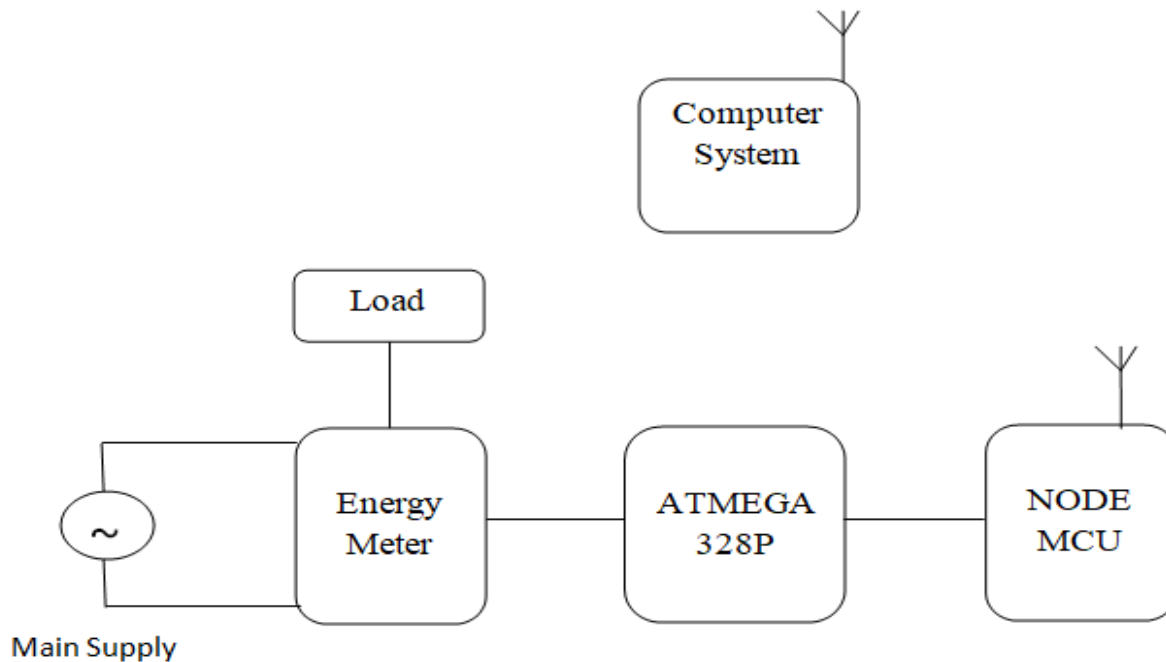 Computer
System
Load
Energy
Meter
ATMEGA
328P
NODE
MCU
~
Main Supply